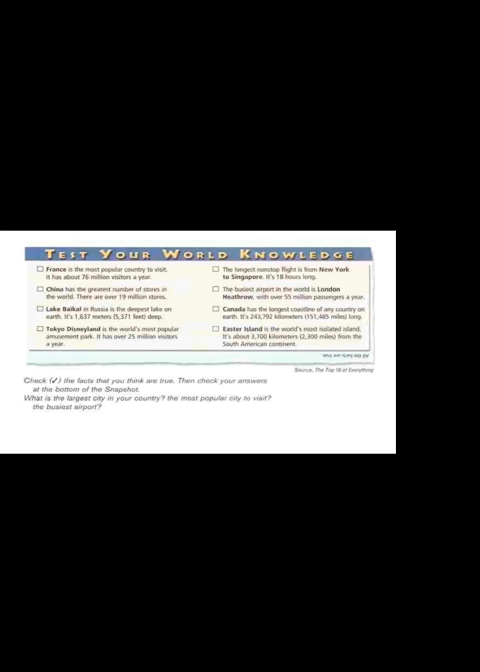 TEST YOUR WORLD KNOWLEDGE
France is the most popular country to visit.
It has about 76 million visitors a year.
China has the greatest number of stores in
the world. There are over 19 million stores.
Lake Baikal in Russia is the deepest lake on
earth. It's 1,637 meters (5,371 feet) deep.
Tokyo Disneyland is the world's most popular
amusement park. It has over 25 million visitors
a year.
The longest nonstop flight is from New York
to Singapore. It's 18 hours long.
The busiest airport in the world is London
Heathrow, with over 55 million passengers a year.
Canada has the longest coastline of any country on
earth. It's 243,792 kilometers (151,485 miles) long.
Easter Island is the world's most isolated island.
It's about 3,700 kilometers (2,300 miles) from the
South American continent.
All the facts are true.
Source, The Top 10 of Everything
Check (✓) the facts that you think are true. Then check your answers
at the bottom of the Snapshot.
What is the largest city in your country? the most popular city to visit?
the busiest airport?